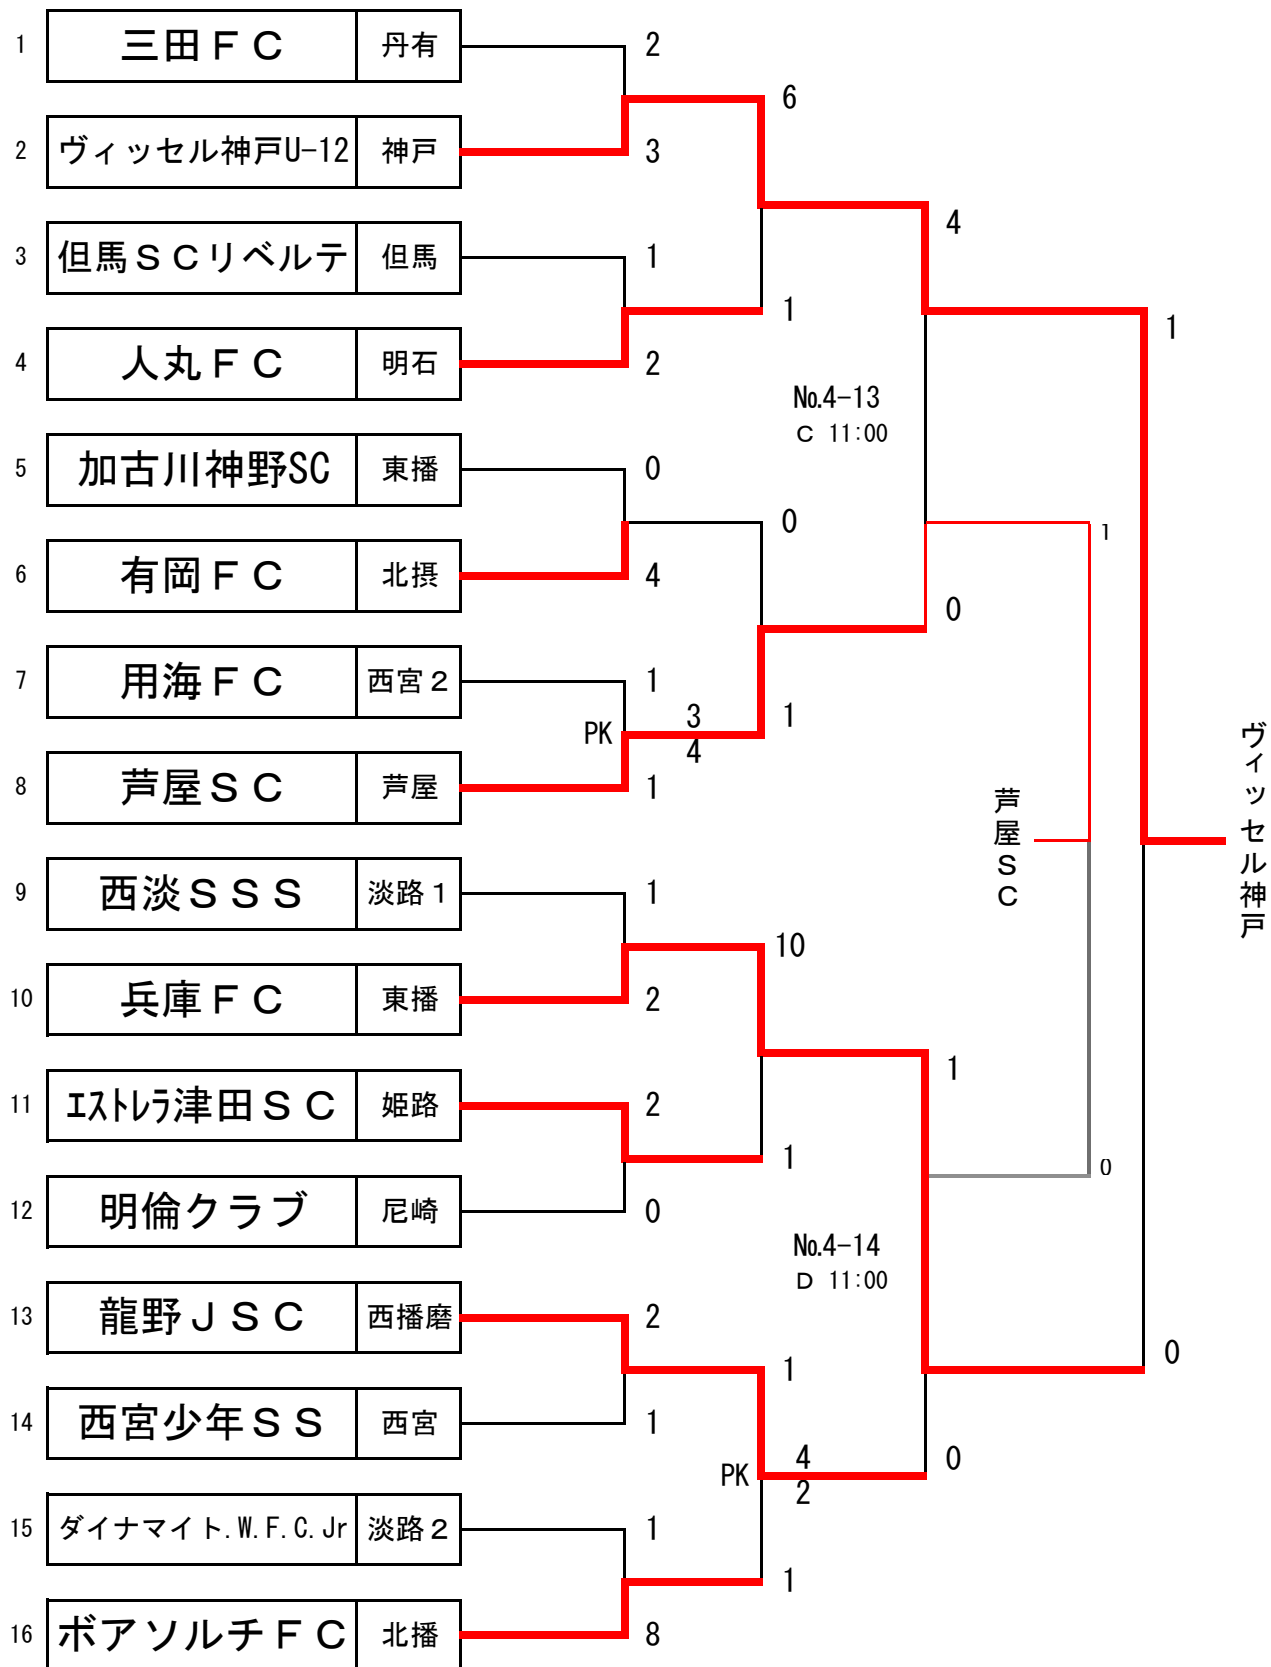 1 三田ＦＣ 丹有 2
6
2 ヴィッセル神戸U-12 神戸 3
4
3 但馬ＳＣリベルテ 但馬 1
1
1
4 人丸ＦＣ 明石 2
No.4-13
Ｃ 11:00
5 加古川神野SC 東播 0
0
1
6 有岡ＦＣ 北摂 4
0
7 用海ＦＣ 西宮２ 1
PK 3
4
1
8 芦屋ＳＣ 芦屋 1
芦屋ＳＣ
ヴィッセル神戸
9 西淡ＳＳＳ 淡路１ 1
10
10 兵庫ＦＣ 東播 2
1
11 ｴｽﾄﾚﾗ津田ＳＣ 姫路 2
1
0
12 明倫クラブ 尼崎 0
No.4-14
Ｄ 11:00
13 龍野ＪＳＣ 西播磨 2
1
0
14 西宮少年ＳＳ 西宮 1
PK 4
2
0
15 ダイナマイト.W.F.C.Jr 淡路２ 1
1
16 ボアソルチＦＣ 北播 8